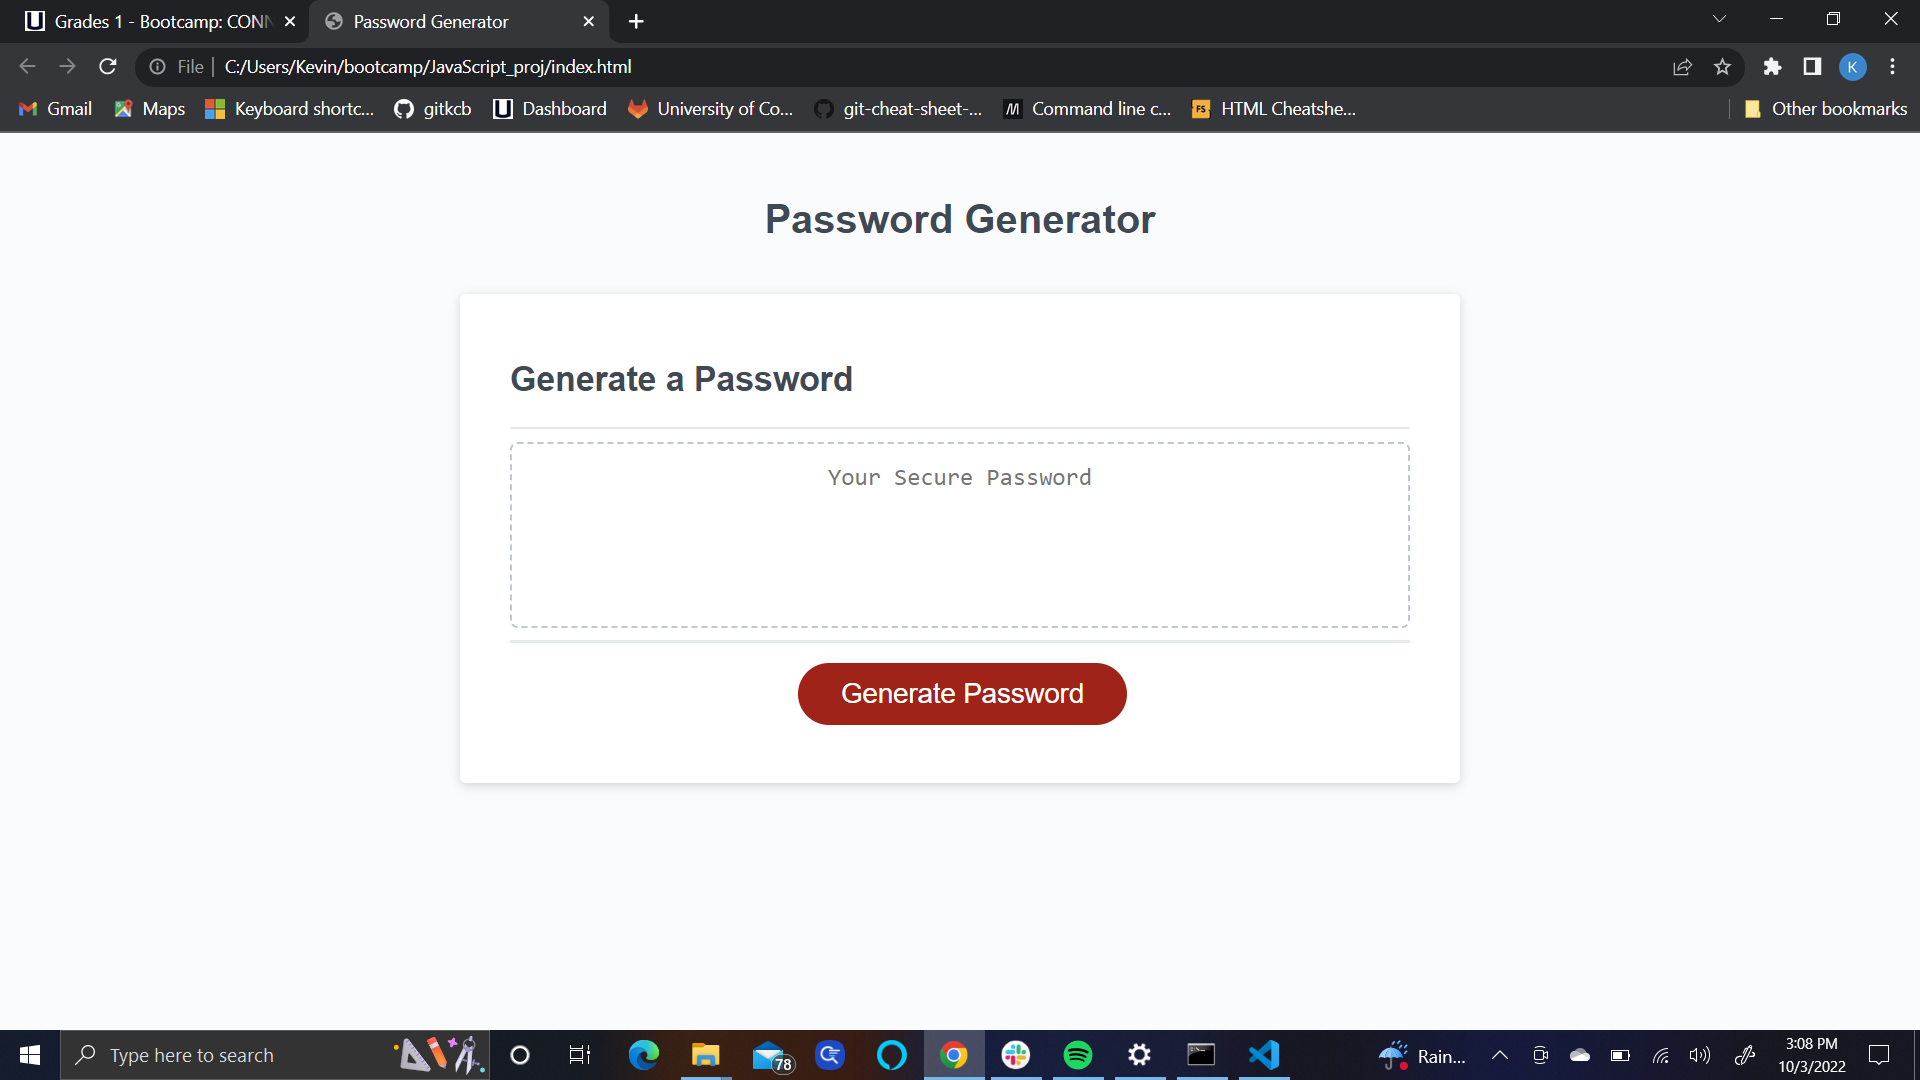 Grades 1 - Bootcamp: CONN
Password Generator
File
C:/Users/Kevin/bootcamp/JavaScript_proj/index.html
K
Gmail
Maps
Keyboard shortc...
gitkcb
Dashboard
University of Co...
git-cheat-sheet-...
Command line c...
FS
HTML Cheatshe...
Other bookmarks
Password Generator
Generate a Password
Your Secure Password
Generate Password
Type here to search
78
Rain...
3:08 PM
10/3/2022